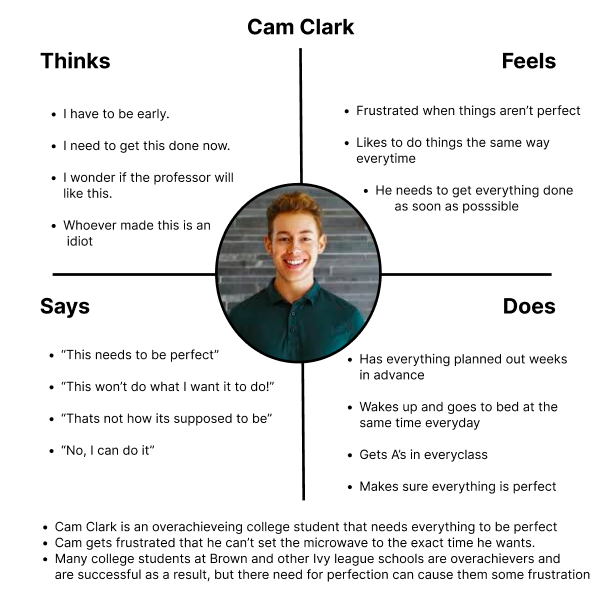 Cam Clark
Thinks
• I have to be early.
• I need to get this done now.
• I wonder if the professor will
like this.
• Whoever made this is an
idiot
Feels
• Frustrated when things aren’t perfect
• Likes to do things the same way
everytime
• He needs to get everything done
as soon as posssible
Says
• “This needs to be perfect”
• “This won’t do what I want it to do!”
• “Thats not how its supposed to be”
• “No, I can do it”
Does
• Has everything planned out weeks
in advance
• Wakes up and goes to bed at the
same time everyday
• Gets A’s in everyclass
• Makes sure everything is perfect
• Cam Clark is an overachieveing college student that needs everything to be perfect
• Cam gets frustrated that he can’t set the microwave to the exact time he wants.
• Many college students at Brown and other Ivy league schools are overachievers and
are successful as a result, but there need for perfection can cause them some frustration